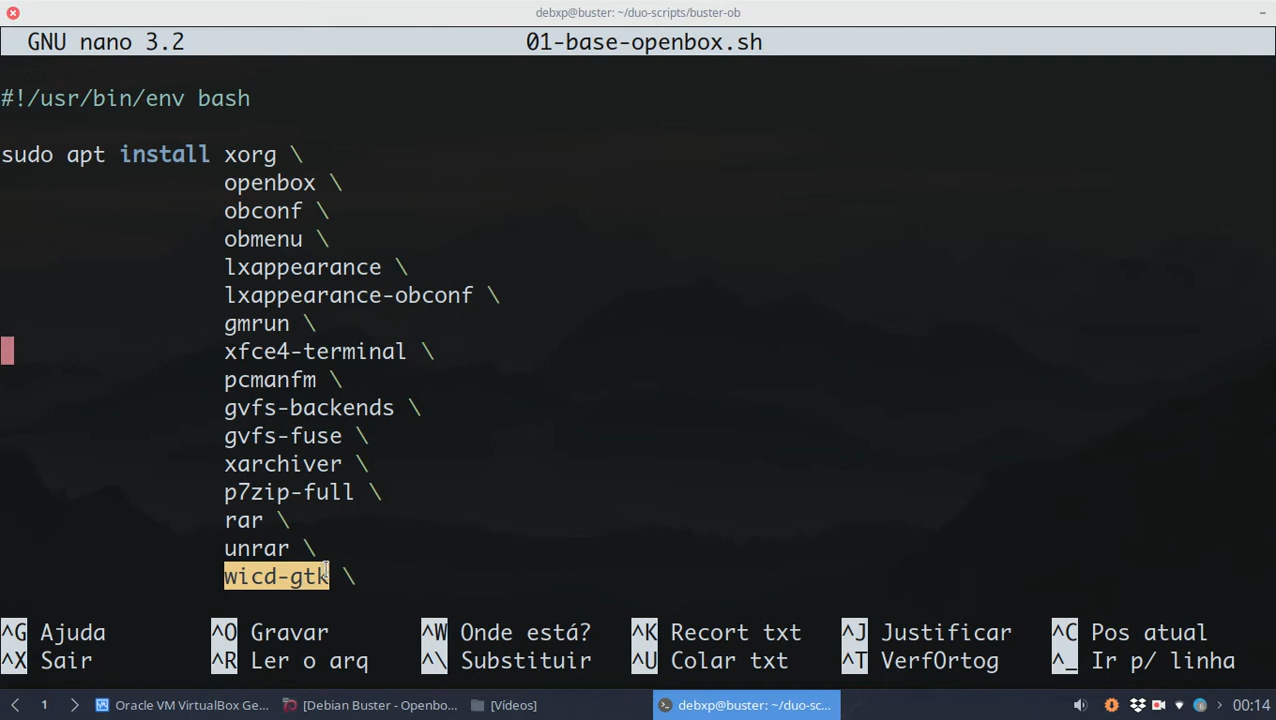 debxp@buster: ~/duo-scripts/buster-ob
GNU nano 3.2 01-base-openbox.sh
#!/usr/bin/env bash
sudo apt install xorg \
openbox \
obconf \
obmenu \
lxappearance \
lxappearance-obconf \
gmrun \
xfce4-terminal \
pcmanfm \
gvfs-backends \
gvfs-fuse \
xarchiver \
p7zip-full \
rar \
unrar \
wicd-gtk \
^G Ajuda ^O Gravar ^W Onde está? ^K Recort txt ^J Justificar ^C Pos atual
^X Sair ^R Ler o arq ^\ Substituir ^U Colar txt ^T VerfOrtog ^_ Ir p/ linha
1 Oracle VM VirtualBox Ge... [Debian Buster - Openbo... [Vídeos] debxp@buster: ~/duo-sc... 00:14